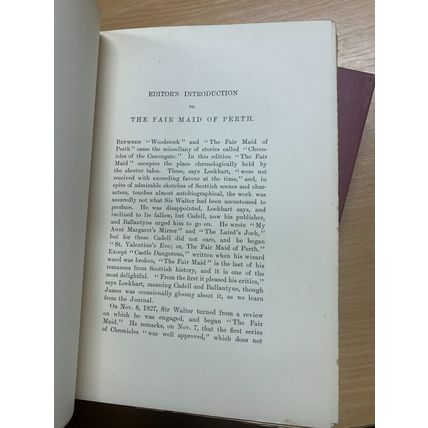 EDITOR'S INTRODUCTION
TO
THE FAIR MAID OF PERTH.
BETWEEN "Woodstock" and "The Fair Maid of
Perth" came the miscellany of stories called "Chron-
icles of the Canongate." In this edition "The Fair
Maid" occupies the place chronologically held by
the shorter tales. These, says Lockhart, "were not
received with exceeding favour at the time," and, in
spite of admirable sketches of Scottish scenes and char-
acters, touches almost autobiographical, the work was
assuredly not what Sir Walter had been accustomed to
produce. He was disappointed, Lockhart says, and
inclined to lie fallow, but Cadell, now his publisher,
and Ballantyne urged him to go on. He wrote "My
Aunt Margaret's Mirror" and "The Laird's Jock,"
but for these Cadell did not care, and he began
"St. Valentine's Eve; or, The Fair Maid of Perth."
Except "Castle Dangerous," written when his wizard
wand was broken, "The Fair Maid" is the last of his
romances from Scottish history, and it is one of the
most delightful. "From the first it pleased his critics,"
says Lockhart, meaning Cadell and Ballantyne, though
James was occasionally gloomy about it, as we learn
from the Journal.
On Nov. 8, 1827, Sir Walter turned from a review
on which he was engaged, and began "The Fair
Maid." He remarks, on Nov. 7, that the first series
of Chronicles "was well approved," which does not